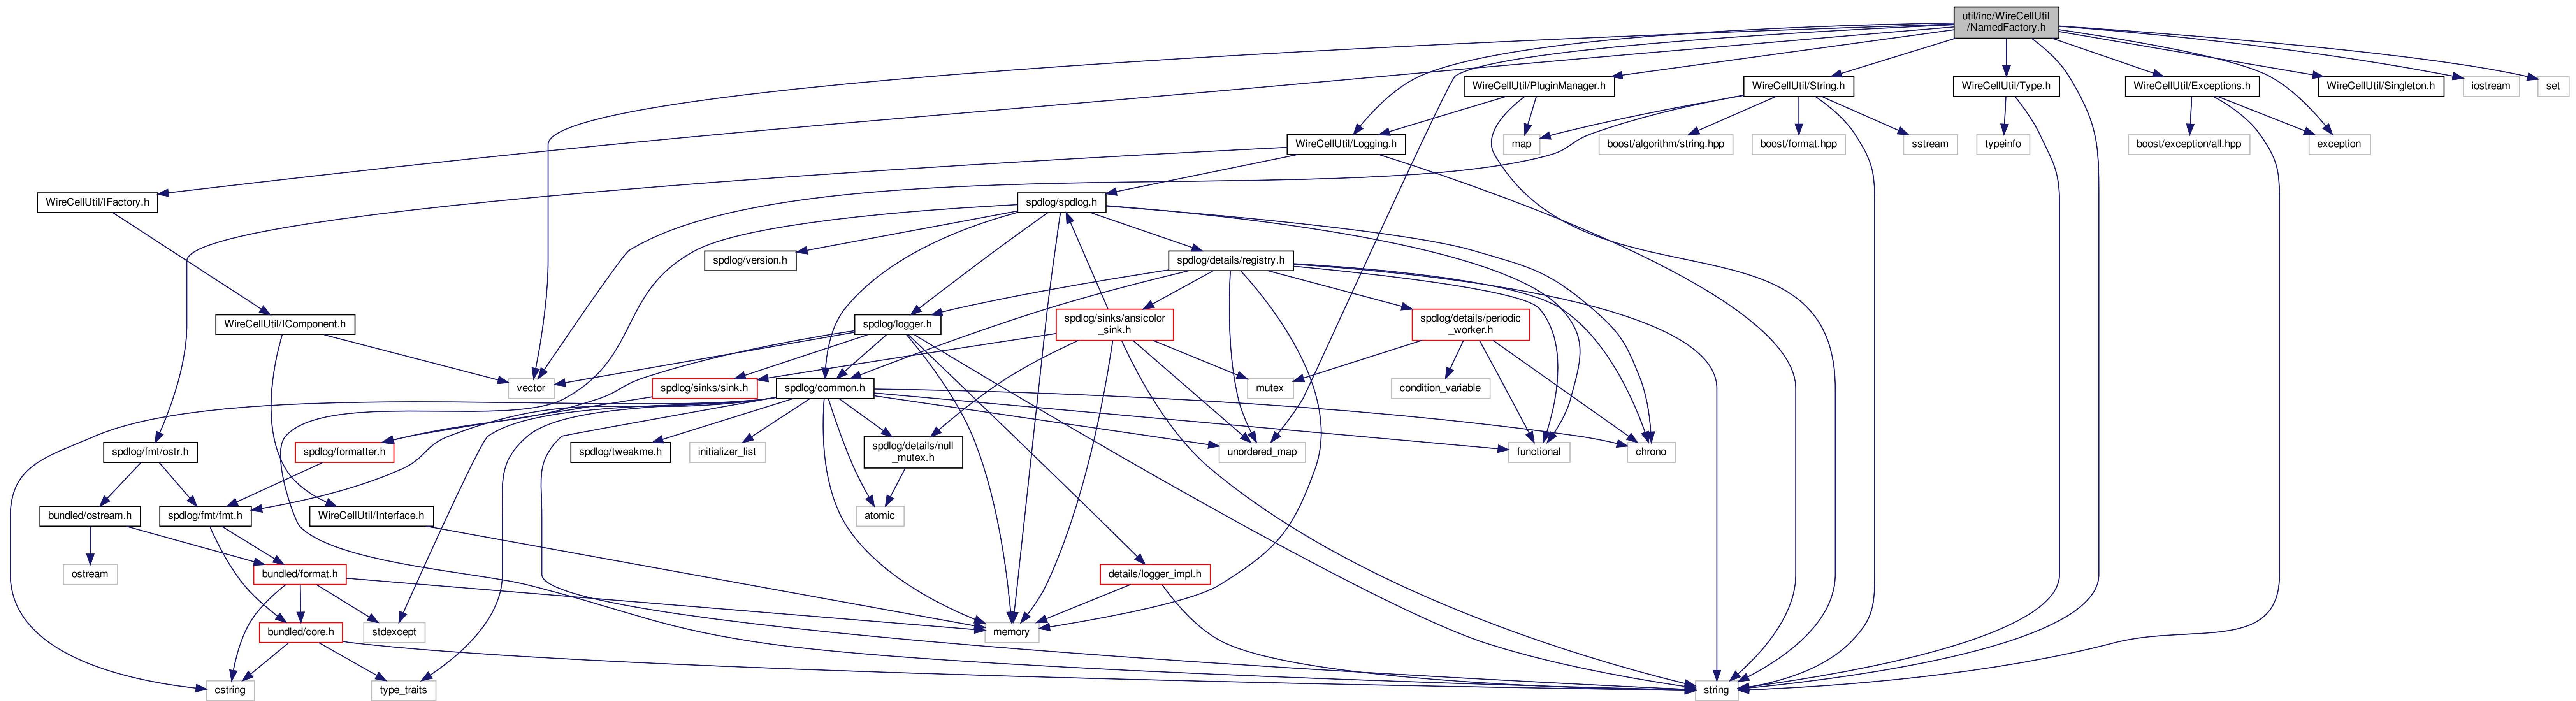 util/inc/WireCellUtil
/NamedFactory.h
WireCellUtil/PluginManager.h
WireCellUtil/String.h
WireCellUtil/Type.h
WireCellUtil/Exceptions.h
WireCellUtil/Singleton.h
iostream
set
WireCellUtil/Logging.h
map
boost/algorithm/string.hpp
boost/format.hpp
sstream
typeinfo
boost/exception/all.hpp
exception
WireCellUtil/IFactory.h
spdlog/spdlog.h
spdlog/version.h
spdlog/details/registry.h
WireCellUtil/IComponent.h
spdlog/logger.h
spdlog/sinks/ansicolor
_sink.h
spdlog/details/periodic
_worker.h
vector
spdlog/sinks/sink.h
spdlog/common.h
mutex
condition_variable
spdlog/fmt/ostr.h
spdlog/formatter.h
spdlog/tweakme.h
initializer_list
spdlog/details/null
_mutex.h
unordered_map
functional
chrono
bundled/ostream.h
spdlog/fmt/fmt.h
WireCellUtil/Interface.h
atomic
ostream
bundled/format.h
details/logger_impl.h
bundled/core.h
stdexcept
memory
cstring
type_traits
string